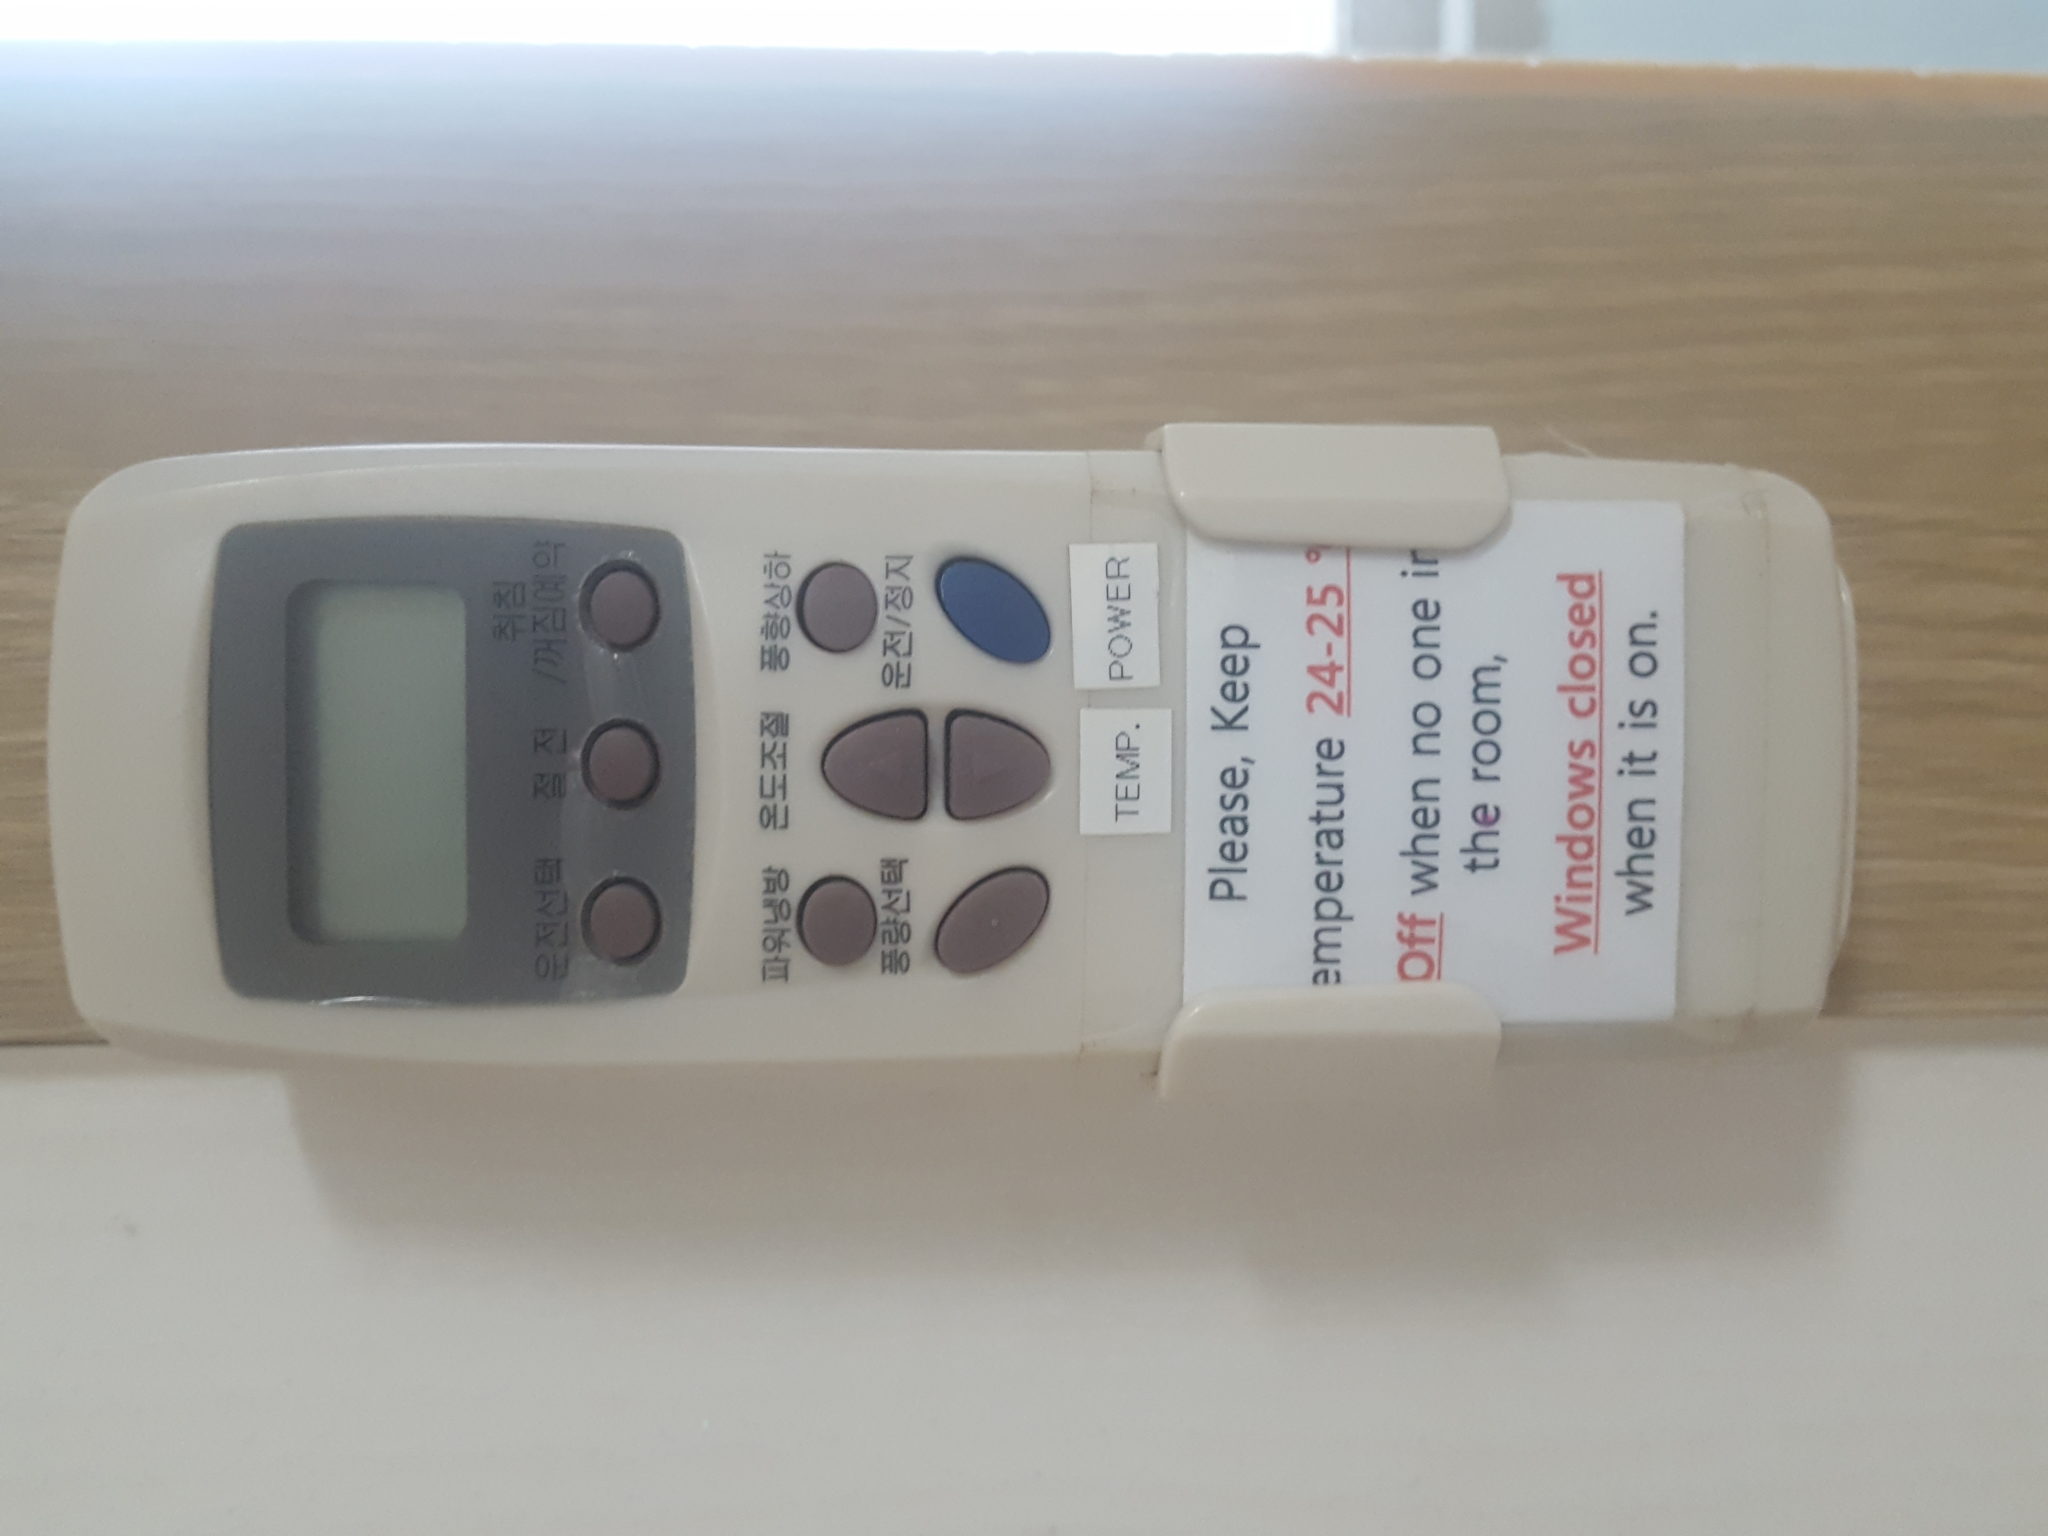 취침
/꺼짐예약
절전
운전선택
풍향상하
온도조절
파워냉방
운전/정지
풍량선택
POWER
TEMP.
Please, Keep
emperature 24-25 °
Off when no one in
the room,
Windows closed
when it is on.